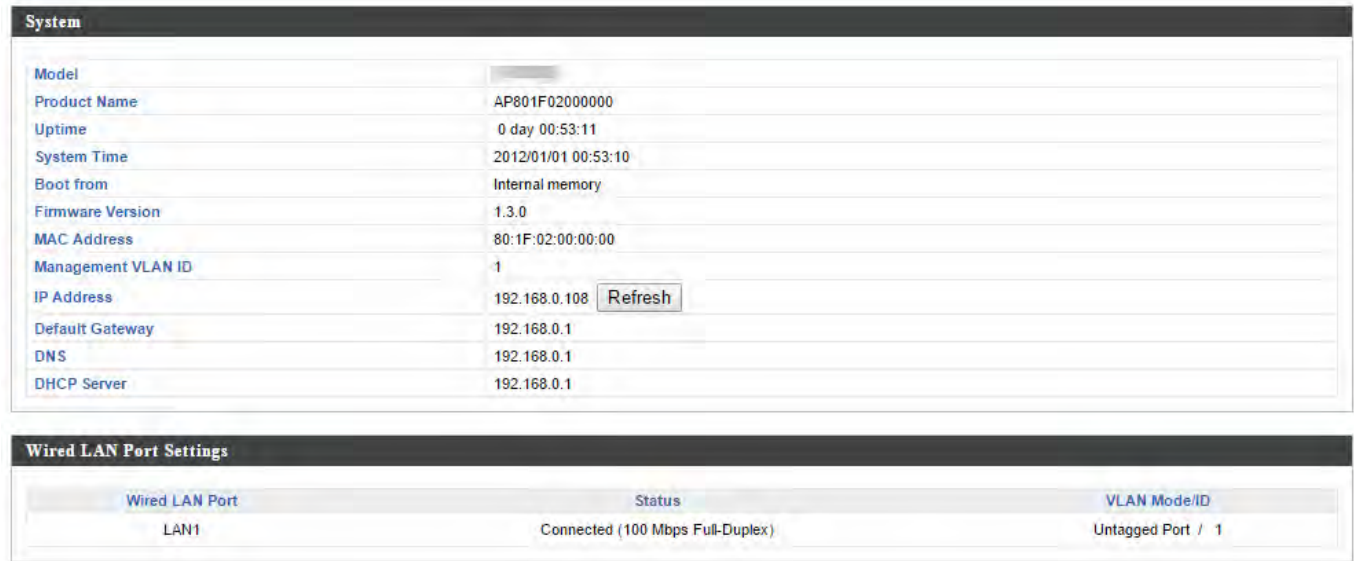 System
Model
Product Name AP801F02000000
Uptime 0 day 00:53:11
System Time 2012/01/01 00:53:10
Boot from Internal memory
Firmware Version 1.3.0
MAC Address 80:1F:02:00:00:00
Management VLAN ID 1
IP Address 192.168.0.108 Refresh
Default Gateway 192.168.0.1
DNS 192.168.0.1
DHCP Server 192.168.0.1
Wired LAN Port Settings
Wired LAN Port Status VLAN Mode/ID
LAN1 Connected (100 Mbps Full-Duplex) Untagged Port / 1